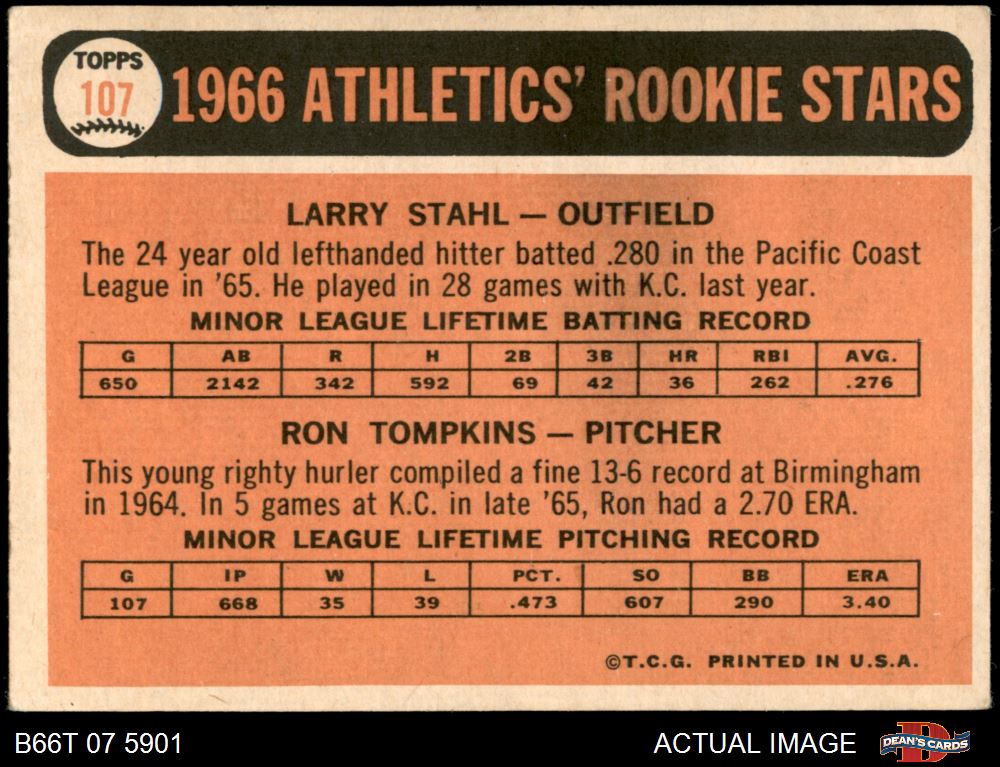 TOPPS
107
1966 ATHLETICS' ROOKIE STARS
LARRY STAHL — OUTFIELD
The 24 year old lefthanded hitter batted .280 in the Pacific Coast
League in '65. He played in 28 games with K.C. last year.
MINOR LEAGUE LIFETIME BATTING RECORD
G AB R H 2B 3B HR RBI AVG.
650 2142 342 592 69 42 36 262 .276
RON TOMPKINS — PITCHER
This young righty hurler compiled a fine 13-6 record at Birmingham
in 1964. In 5 games at K.C. in late '65, Ron had a 2.70 ERA.
MINOR LEAGUE LIFETIME PITCHING RECORD
G IP W L PCT. SO BB ERA
107 668 35 39 .473 607 290 3.40
©T.C.G. PRINTED IN U.S.A.
B66T 07 5901 ACTUAL IMAGE DEAN'S CARDS